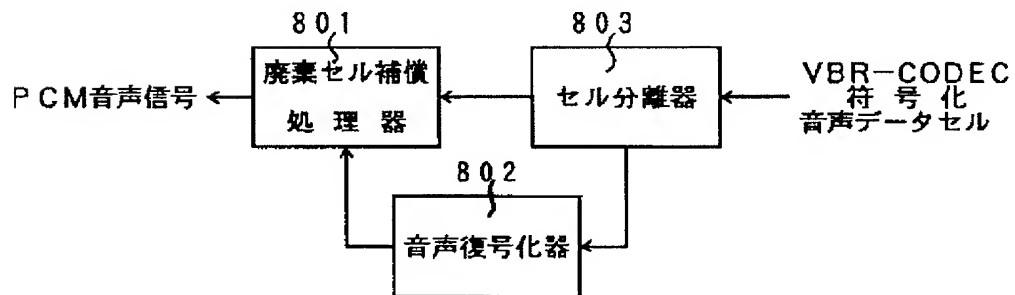 801
803
廃棄セル補償
処理器
セル分離器
PCM音声信号
VBR-CODEC
符号化
音声データセル
802
音声復号化器